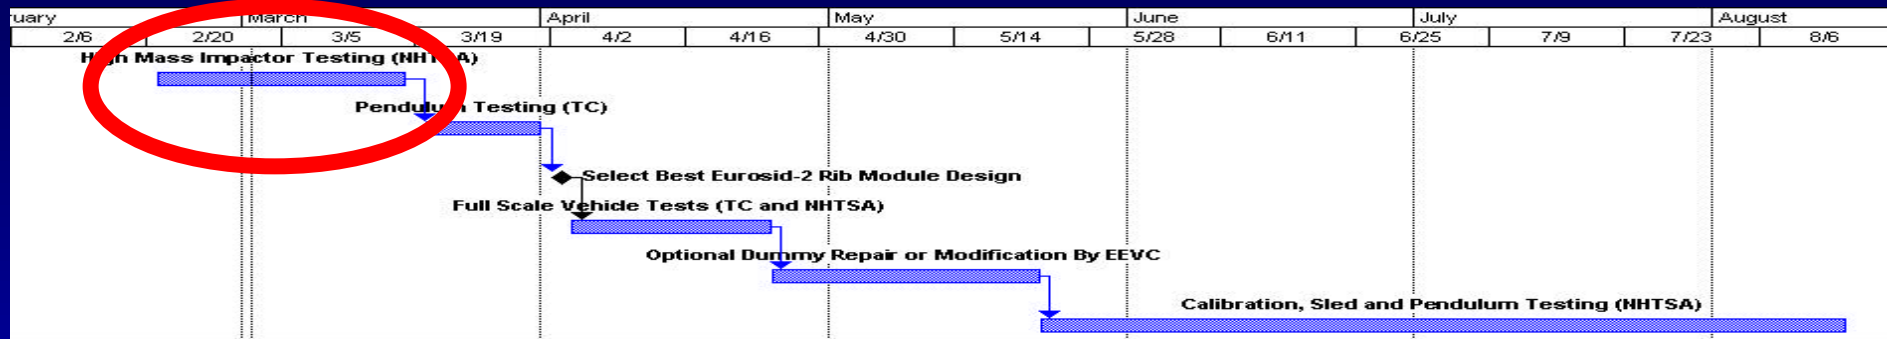 uary March April May June July August
2/6 2/20 3/5 3/19 4/2 4/16 4/30 5/14 5/28 6/11 6/25 7/9 7/23 8/6
High Mass Impactor Testing (NHTSA)
Pendulum Testing (TC)
Select Best Eurosid-2 Rib Module Design
Full Scale Vehicle Tests (TC and NHTSA)
Optional Dummy Repair or Modification By EEVC
Calibration, Sled and Pendulum Testing (NHTSA)